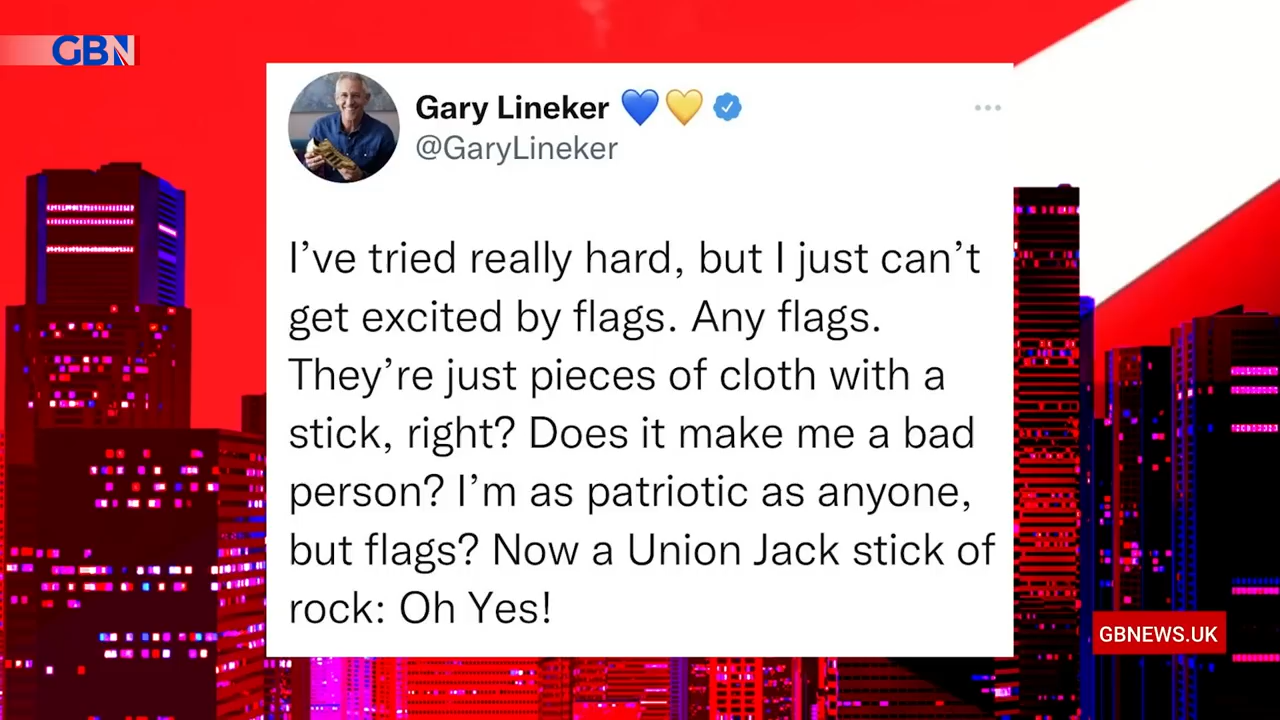 GBN
Gary Lineker 💙 💛
@GaryLineker
I’ve tried really hard, but I just can’t
get excited by flags. Any flags.
They’re just pieces of cloth with a
stick, right? Does it make me a bad
person? I’m as patriotic as anyone,
but flags? Now a Union Jack stick of
rock: Oh Yes!
GBNEWS.UK